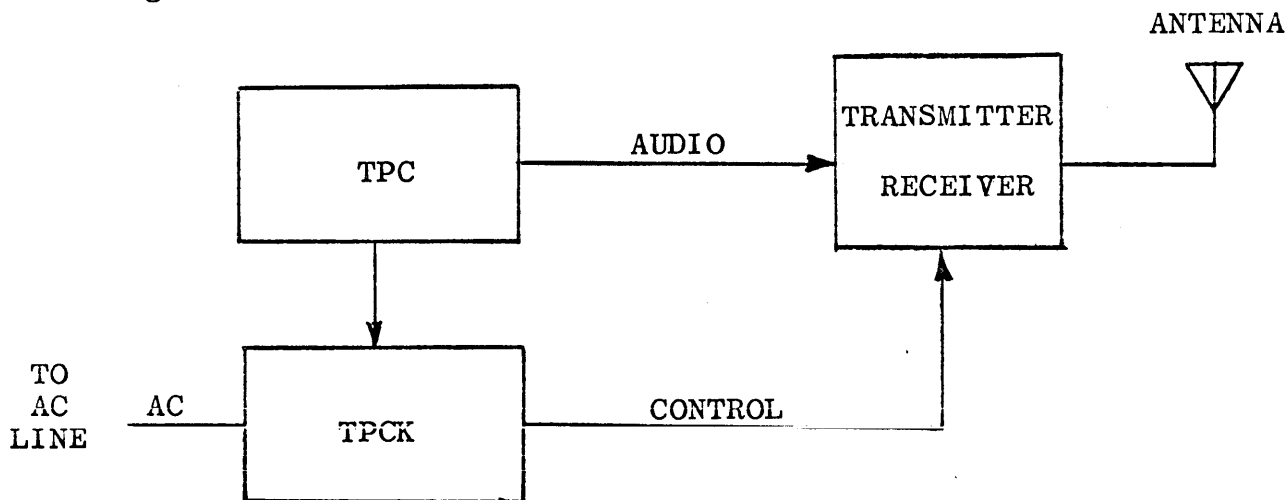 ANTENNA
TRANSMITTER
RECEIVER
AUDIO
TPC
TO
AC
LINE
AC
TPCK
CONTROL